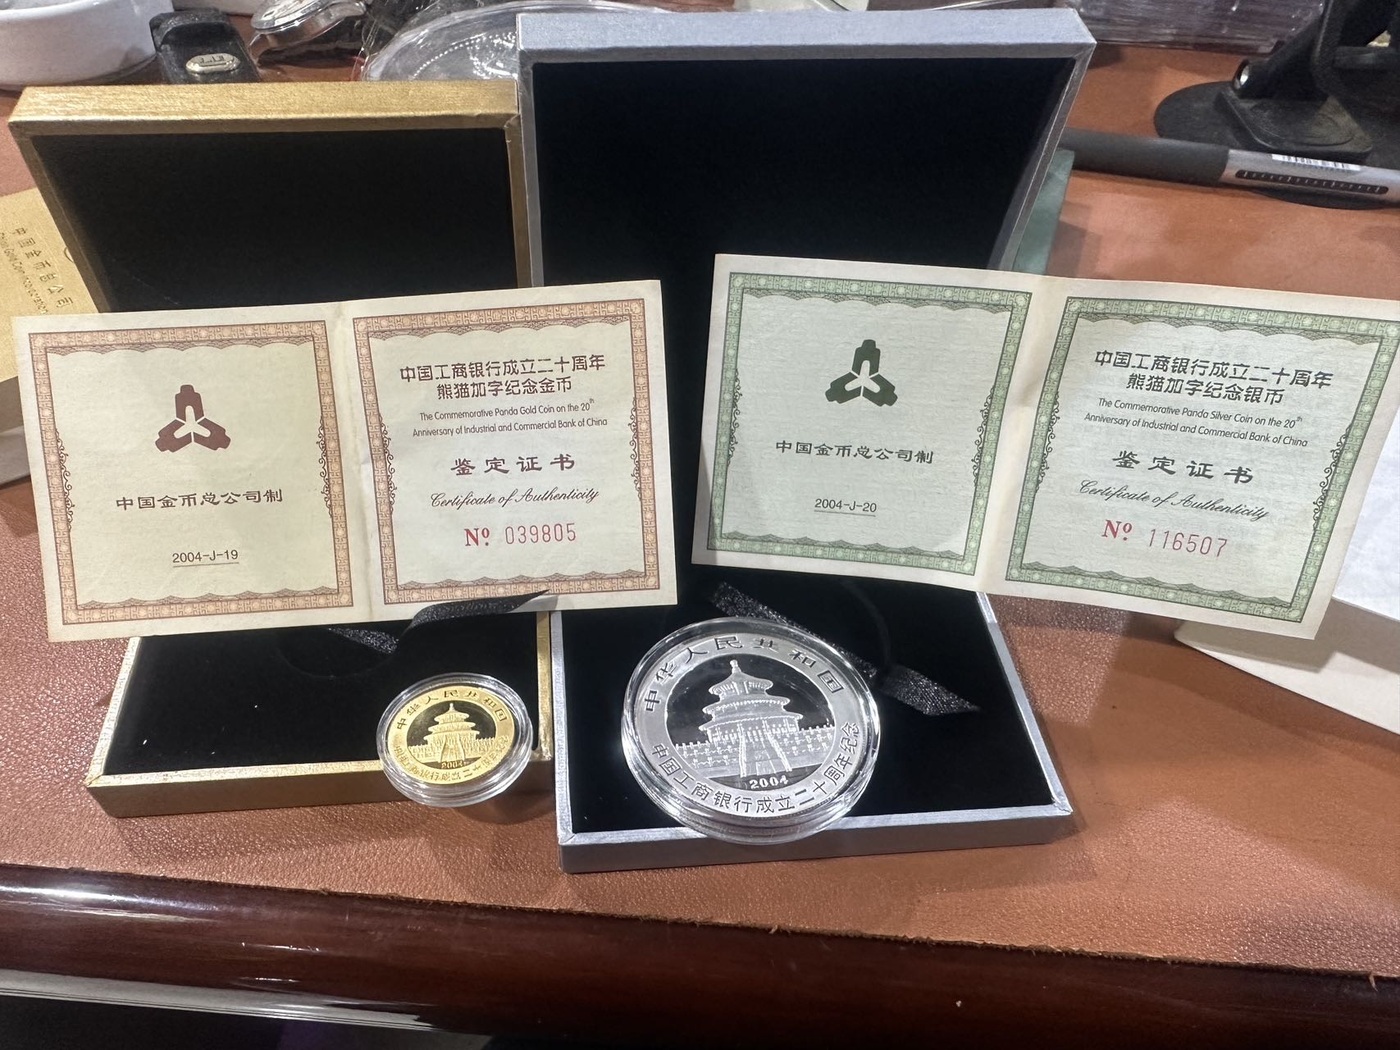 中国金币总公司制
2004-J-19
中国工商银行成立二十周年
熊猫加字纪念金币
The Commemorative Panda Gold Coin on the 20th
Anniversary of Industrial and Commercial Bank of China
鉴定证书
Certificate of Authenticity
No 039805
中国金币总公司制
2004-J-20
中国工商银行成立二十周年
熊猫加字纪念银币
The Commemorative Panda Silver Coin on the 20th
Anniversary of Industrial and Commercial Bank of China
鉴定证书
Certificate of Authenticity
No 116507
中华人民共和国
2004
中华人民共和国
2004
中国工商银行成立二十周年纪念
中国金币总公司